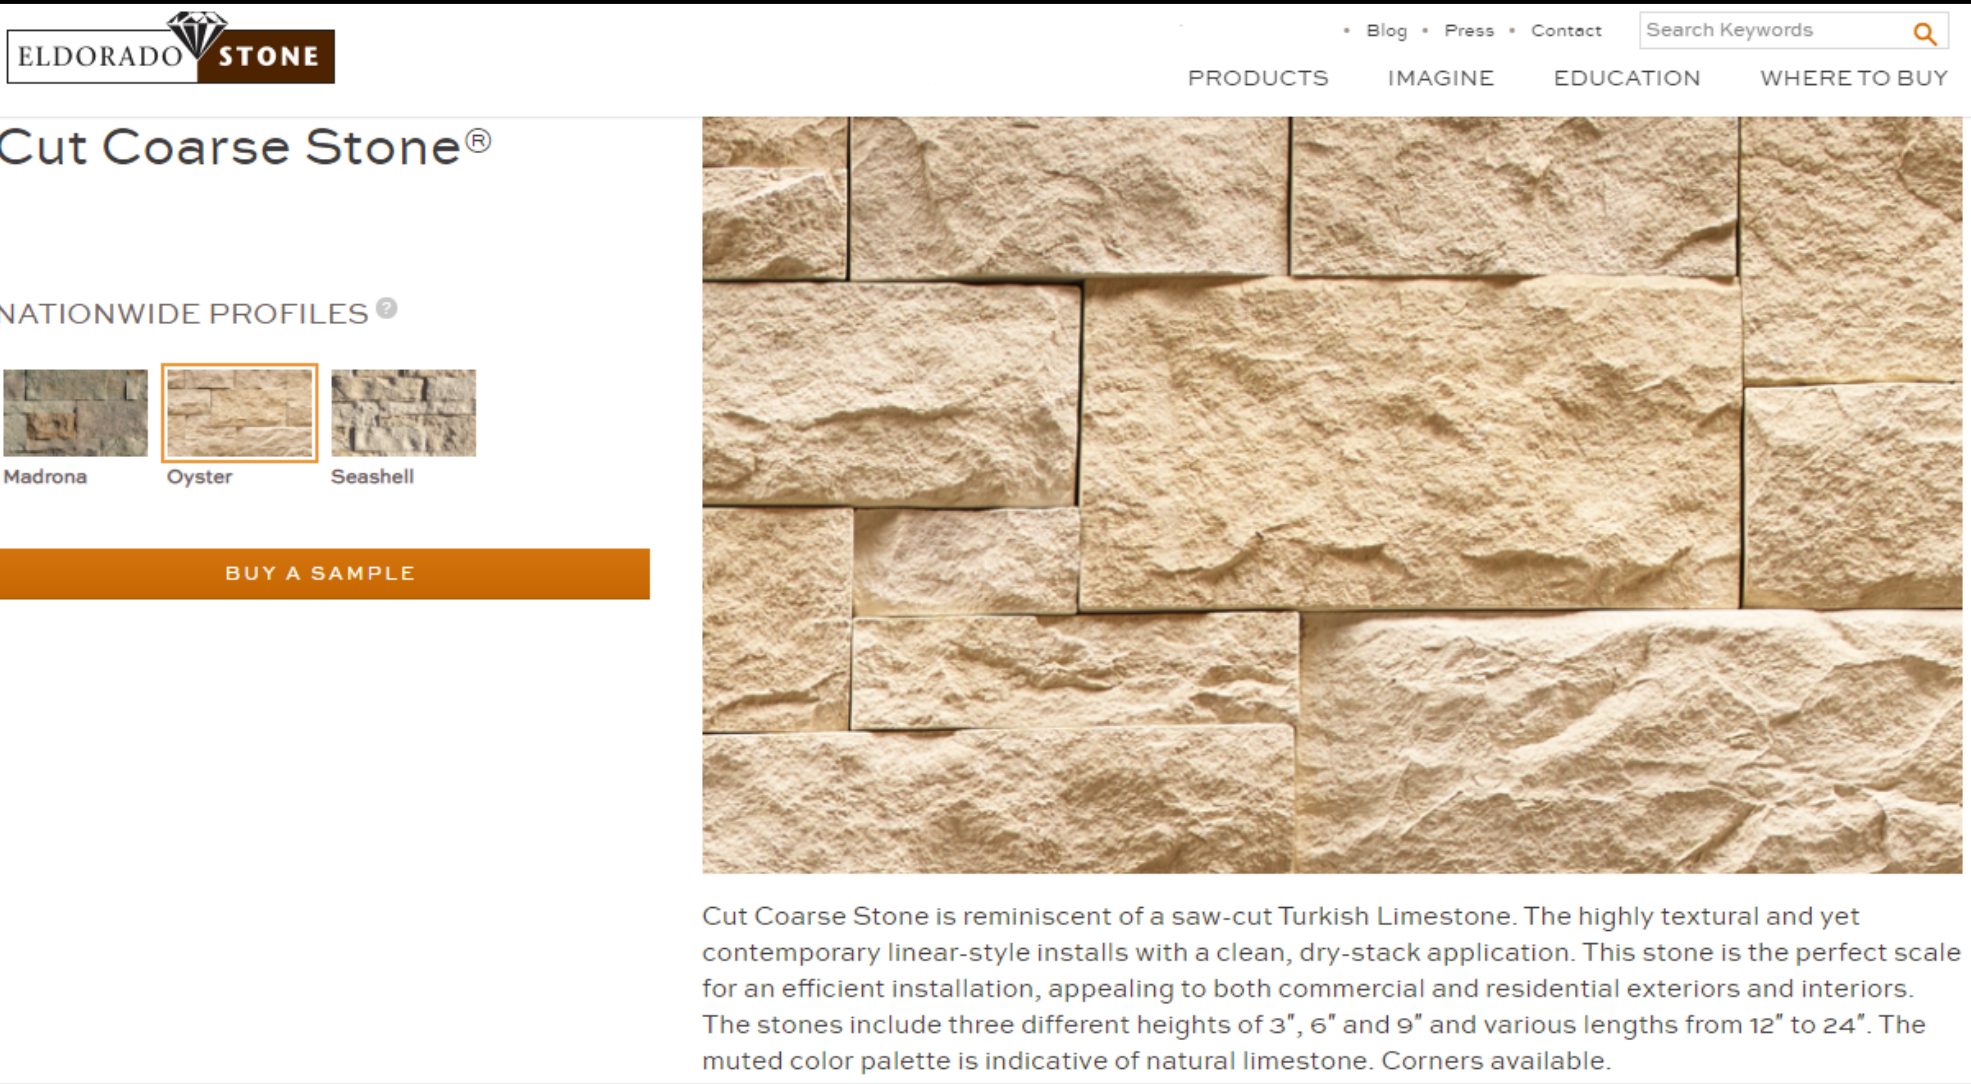 ELDORADO STONE
Blog • Press • Contact
Search Keywords
PRODUCTS IMAGINE EDUCATION WHERE TO BUY
Cut Coarse Stone®
NATIONWIDE PROFILES ?
Madrona Oyster Seashell
BUY A SAMPLE
Cut Coarse Stone is reminiscent of a saw-cut Turkish Limestone. The highly textural and yet
contemporary linear-style installs with a clean, dry-stack application. This stone is the perfect scale
for an efficient installation, appealing to both commercial and residential exteriors and interiors.
The stones include three different heights of 3″, 6″ and 9″ and various lengths from 12″ to 24″. The
muted color palette is indicative of natural limestone. Corners available.